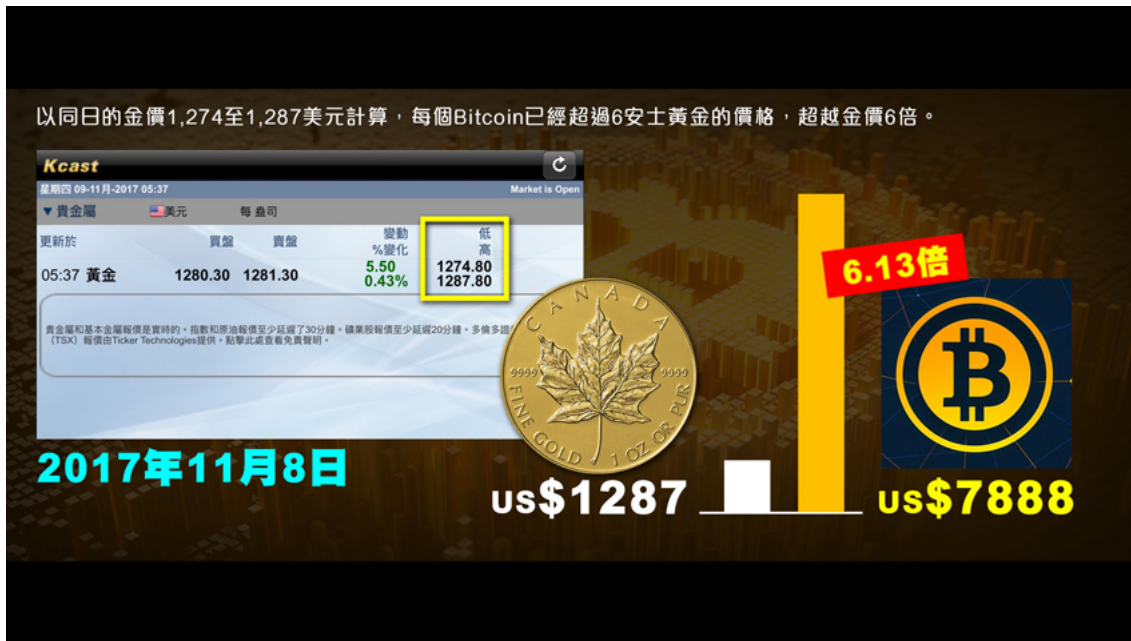 以同日的金價1,274至1,287美元計算，每個Bitcoin已經超過6安士黃金的價格，超越金價6倍。
Kcast
星期四 09-11月-2017 05:37 Market is Open
▼ 貴金屬 美元 每 盎司
更新於 買盤 賣盤 變動 低
%變化 高
05:37 黃金 1280.30 1281.30 5.50 1274.80
0.43% 1287.80
貴金屬和基本金屬報價是實時的。指數和原油報價至少延遲了30分鐘。礦業股報價至少延遲20分鐘。多倫多證
（TSX）報價由Ticker Technologies提供。點擊此處查看免責聲明。
2017年11月8日
CANADA
9999 9999
FINE GOLD 1 OZ OR PUR
US$1287
6.13倍
US$7888